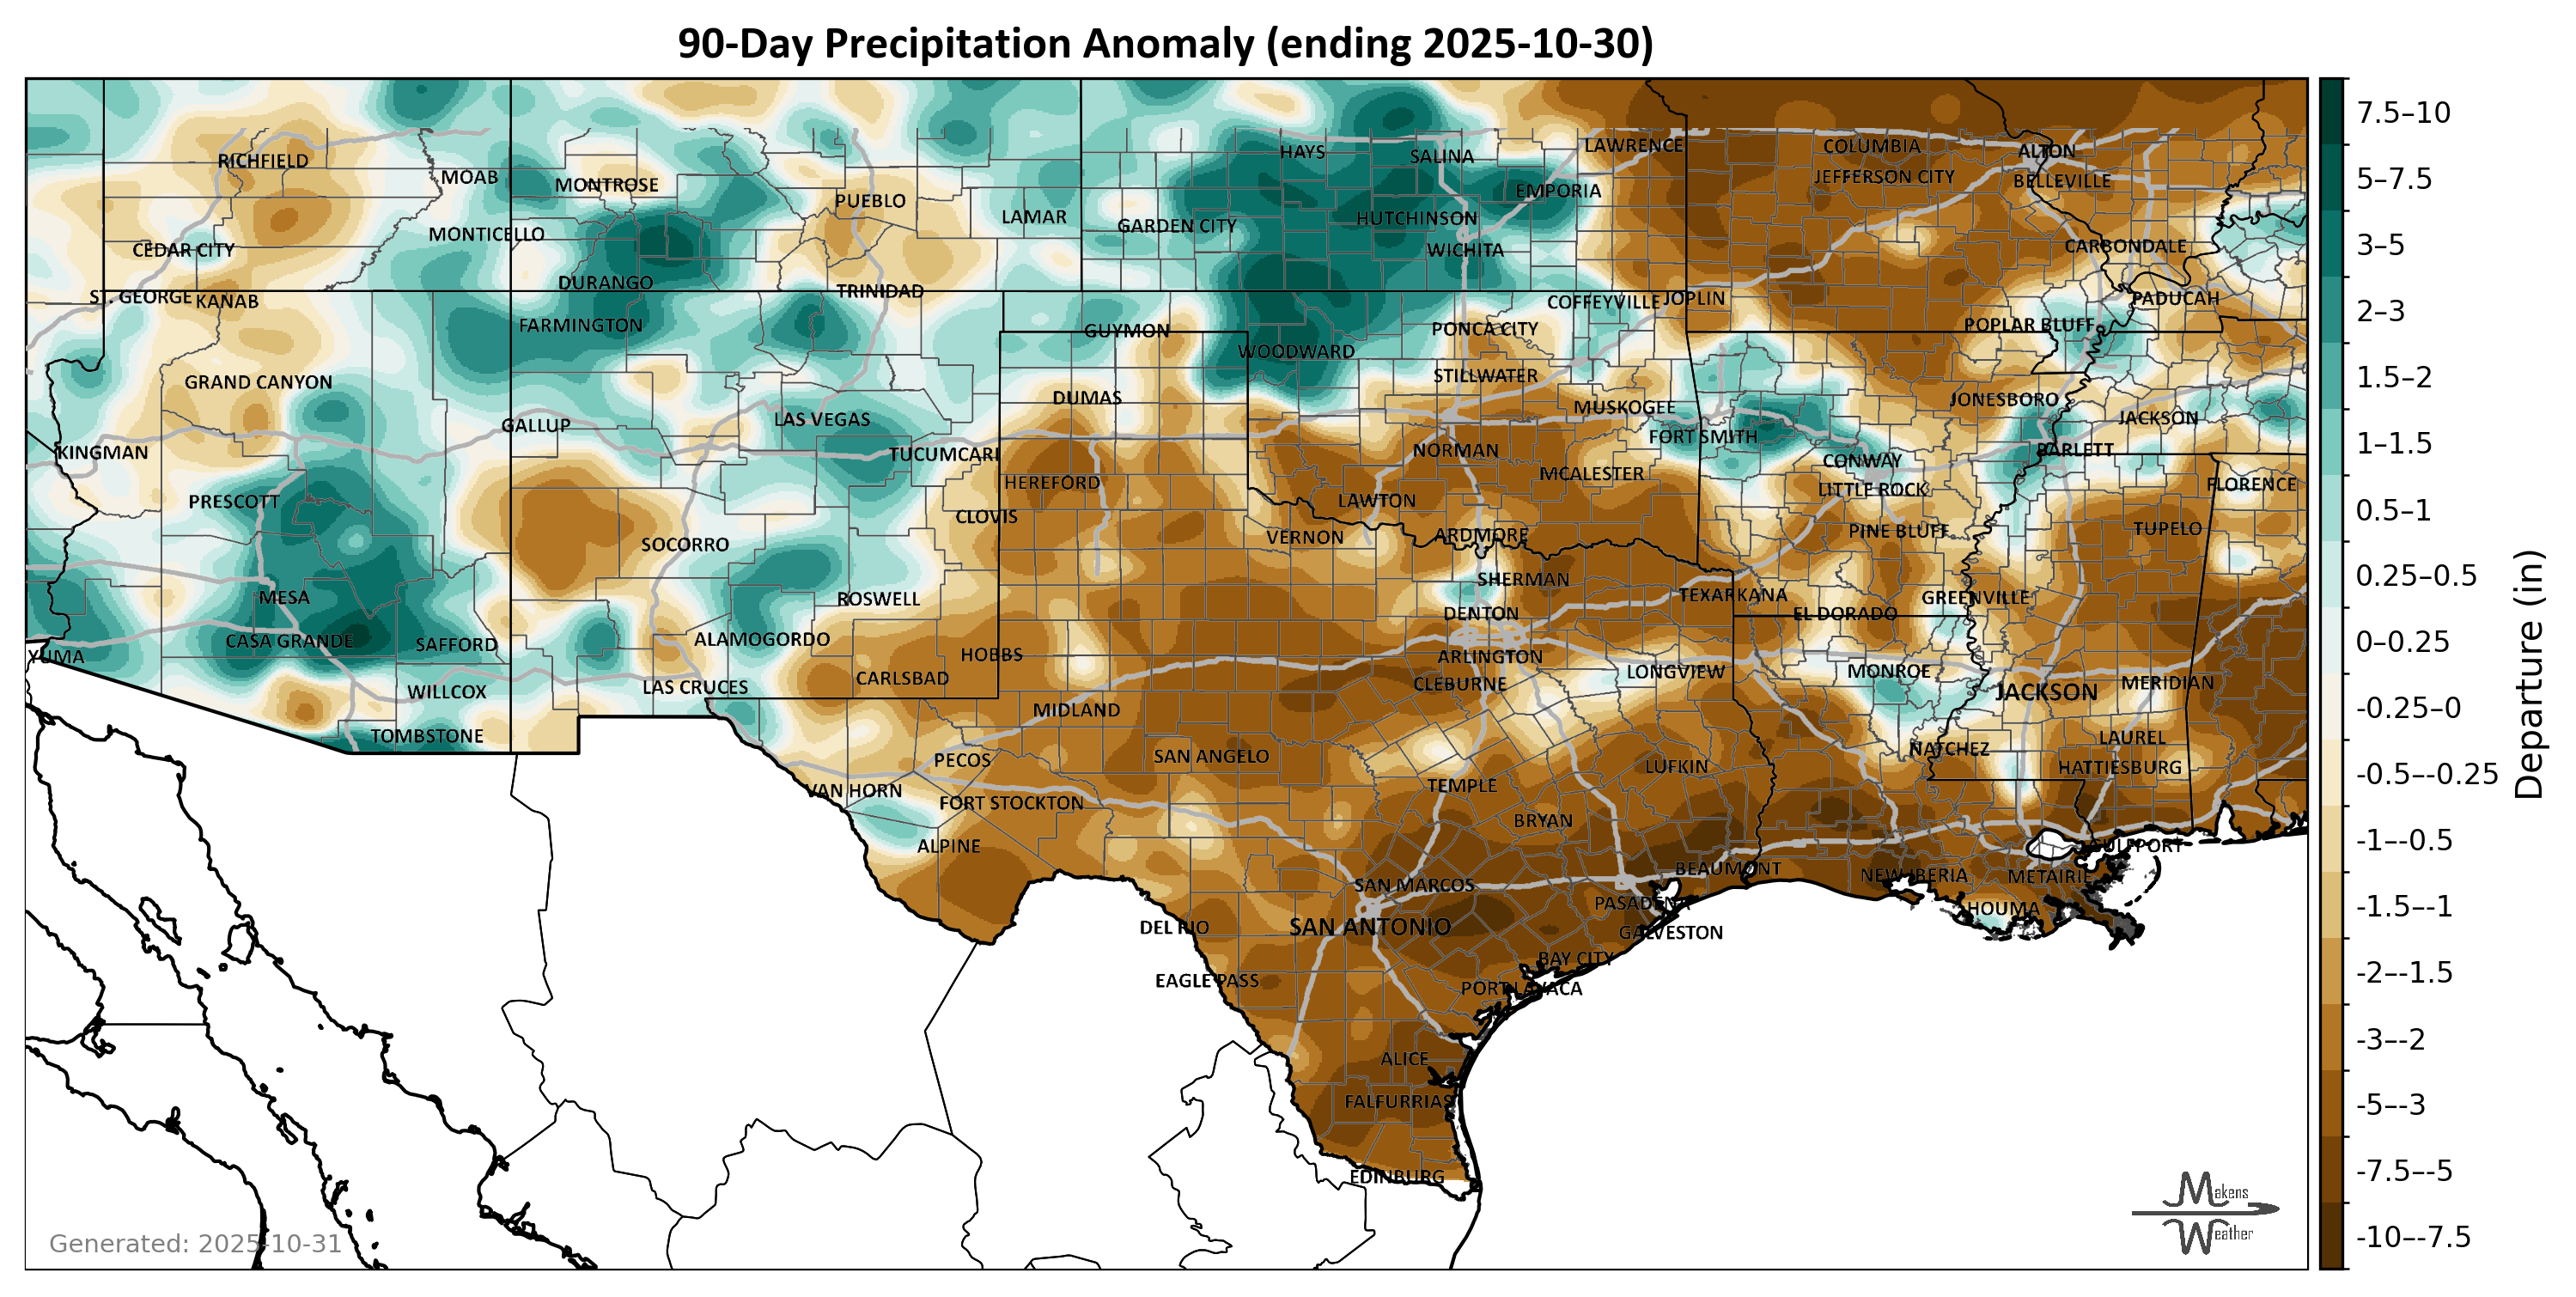 90-Day Precipitation Anomaly (ending 2025-10-30)
RICHFIELD
MOAB
MONTROSE
PUEBLO
LAMAR
HAYS
SALINA
LAWRENCE
COLUMBIA
ALTON
JEFFERSON CITY
BELLEVILLE
EMPORIA
GARDEN CITY
HUTCHINSON
WICHITA
CEDAR CITY
MONTICELLO
DURANGO
TRINIDAD
CARBONDALE
ST. GEORGE
KANAB
COFFEYVILLE
JOPLIN
PADUCAH
FARMINGTON
GUYMON
PONCA CITY
POPLAR BLUFF
WOODWARD
STILLWATER
GRAND CANYON
DUMAS
MUSKOGEE
JONESBORO
JACKSON
GALLUP
LAS VEGAS
FORT SMITH
KINGMAN
TUCUMCARI
NORMAN
BARLETT
CONWAY
HEREFORD
MCALESTER
LITTLE ROCK
FLORENCE
PRESCOTT
LAWTON
CLOVIS
VERNON
ARDMORE
PINE BLUFF
TUPELO
SOCORRO
SHERMAN
MESA
ROSWELL
DENTON
TEXARKANA
EL DORADO
GREENVILLE
CASA GRANDE
SAFFORD
ALAMOGORDO
HOBBS
ARLINGTON
YUMA
LAS CRUCES
CARLSBAD
CLEBURNE
LONGVIEW
MONROE
JACKSON
MERIDIAN
WILLCOX
MIDLAND
TOMBSTONE
PECOS
SAN ANGELO
NATCHEZ
LAUREL
VAN HORN
FORT STOCKTON
TEMPLE
LUFKIN
HATTIESBURG
ALPINE
BRYAN
GULFPORT
SAN MARCOS
BEAUMONT
NEW IBERIA
METAIRIE
DEL RIO
SAN ANTONIO
PASADENA
GALVESTON
HOUMA
EAGLE PASS
BAY CITY
PORT LAVACA
ALICE
FALFURRIAS
EDINBURG
Generated: 2025-10-31
Makens
Weather
7.5–10
5–7.5
3–5
2–3
1.5–2
1–1.5
0.5–1
0.25–0.5
0–0.25
-0.25–0
-0.5–-0.25
-1–-0.5
-1.5–-1
-2–-1.5
-3–-2
-5–-3
-7.5–-5
-10–-7.5
Departure (in)